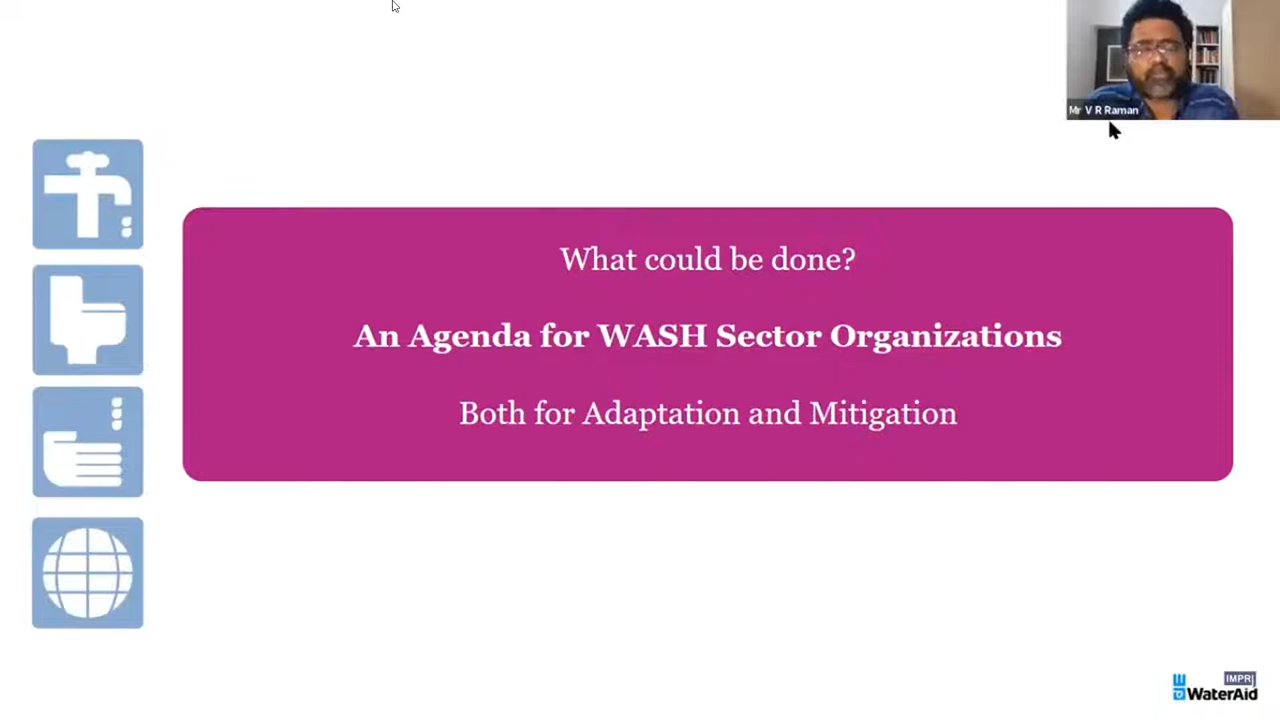 Mr V R Raman
What could be done?
An Agenda for WASH Sector Organizations
Both for Adaptation and Mitigation
IMPRI
WaterAid